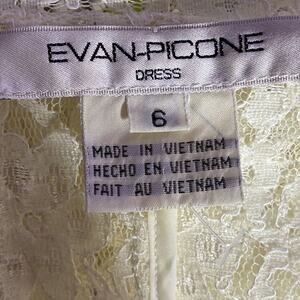 EVAN-PICONE
DRESS
6
MADE IN VIETNAM
HECHO EN VIETNAM
FAIT AU VIETNAM